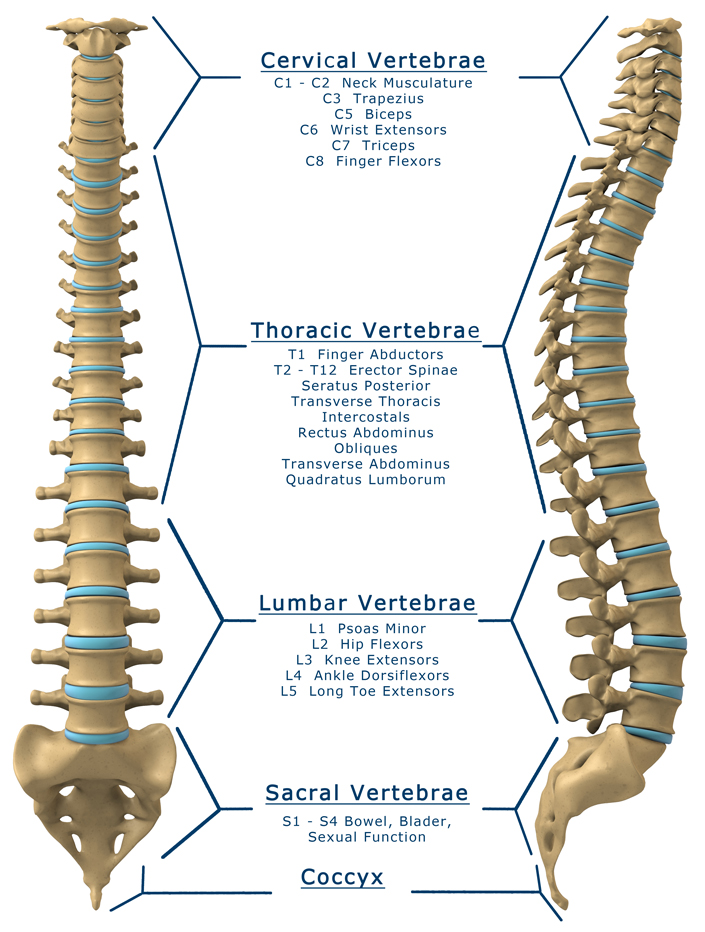 Cervical Vertebrae
C1 - C2 Neck Musculature
C3 Trapezius
C5 Biceps
C6 Wrist Extensors
C7 Triceps
C8 Finger Flexors
Thoracic Vertebrae
T1 Finger Abductors
T2 - T12 Erector Spinae
Seratus Posterior
Transverse Thoracis
Intercostals
Rectus Abdominus
Obliques
Transverse Abdominus
Quadratus Lumborum
Lumbar Vertebrae
L1 Psoas Minor
L2 Hip Flexors
L3 Knee Extensors
L4 Ankle Dorsiflexors
L5 Long Toe Extensors
Sacral Vertebrae
S1 - S4 Bowel, Blader,
Sexual Function
Coccyx